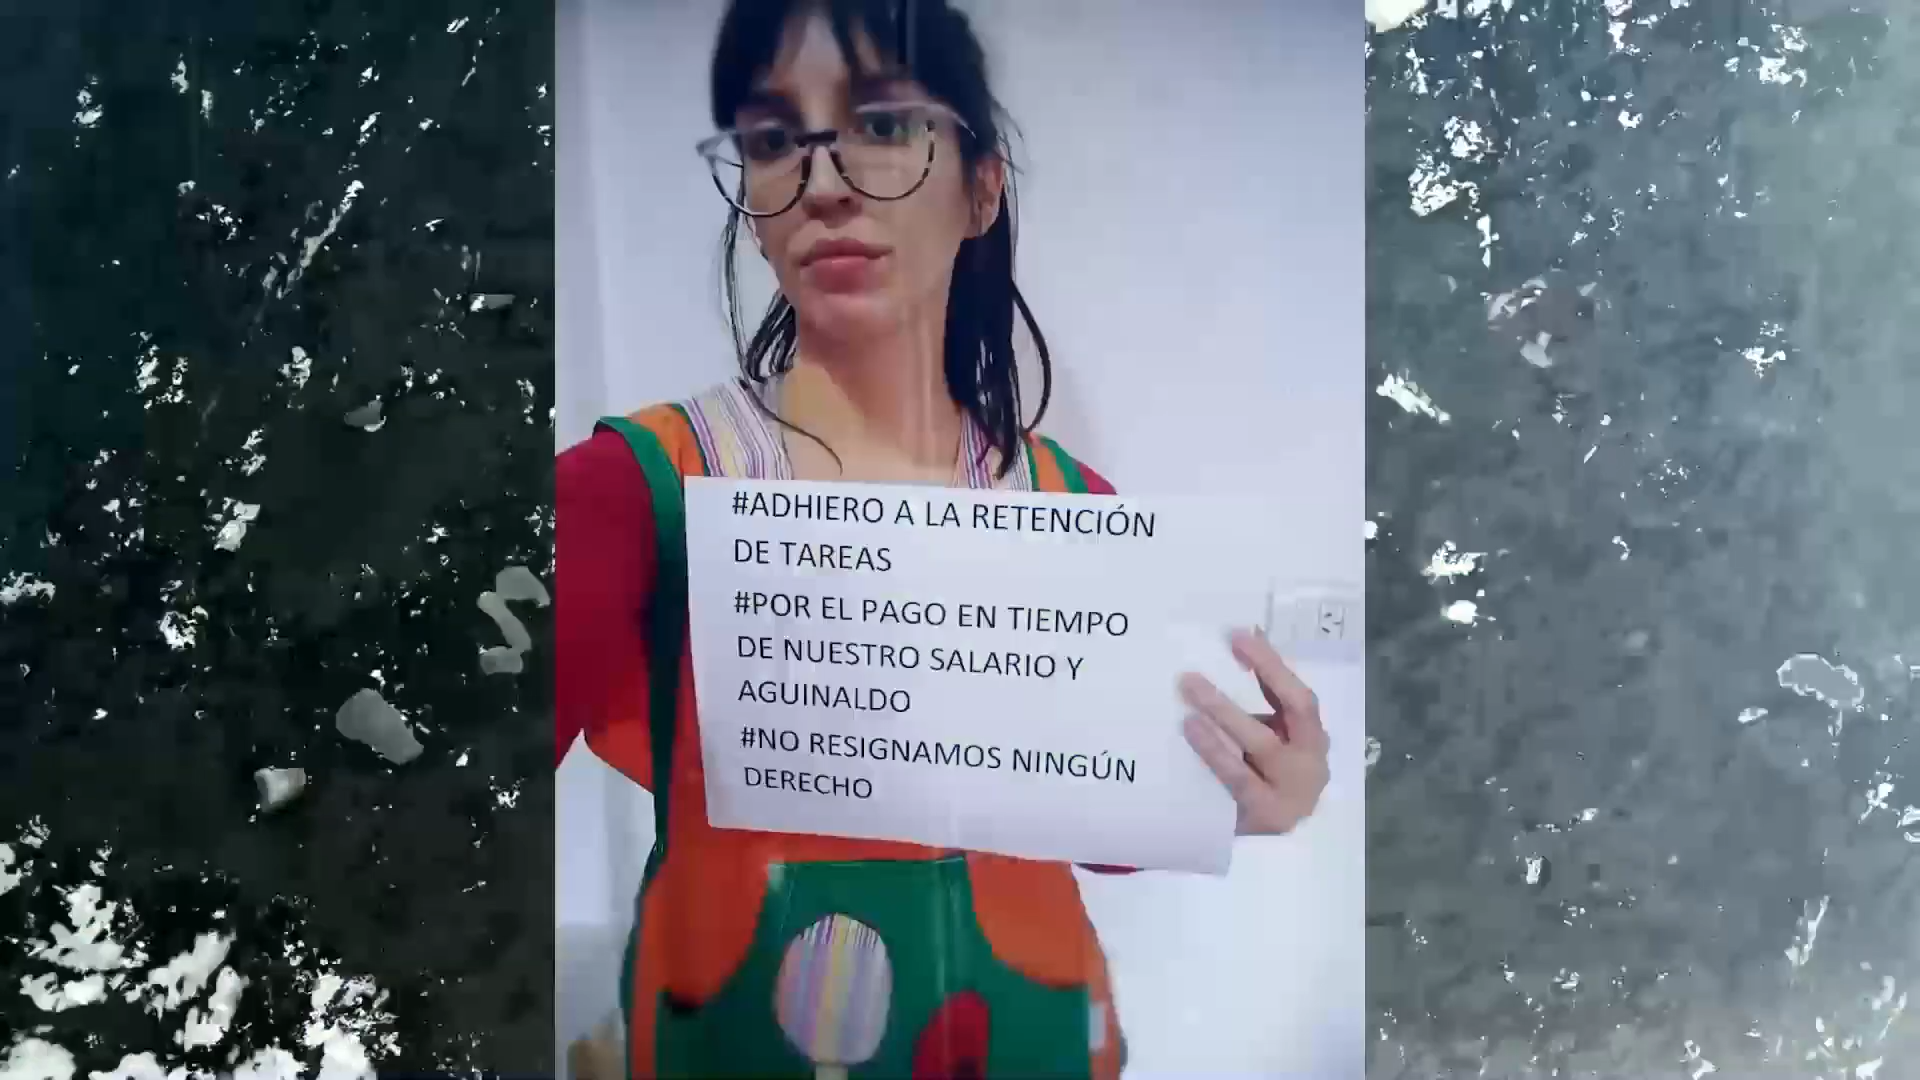 #ADHIERO A LA RETENCIÓN
DE TAREAS
#POR EL PAGO EN TIEMPO
DE NUESTRO SALARIO Y
AGUINALDO
#NO RESIGNAMOS NINGÚN
DERECHO